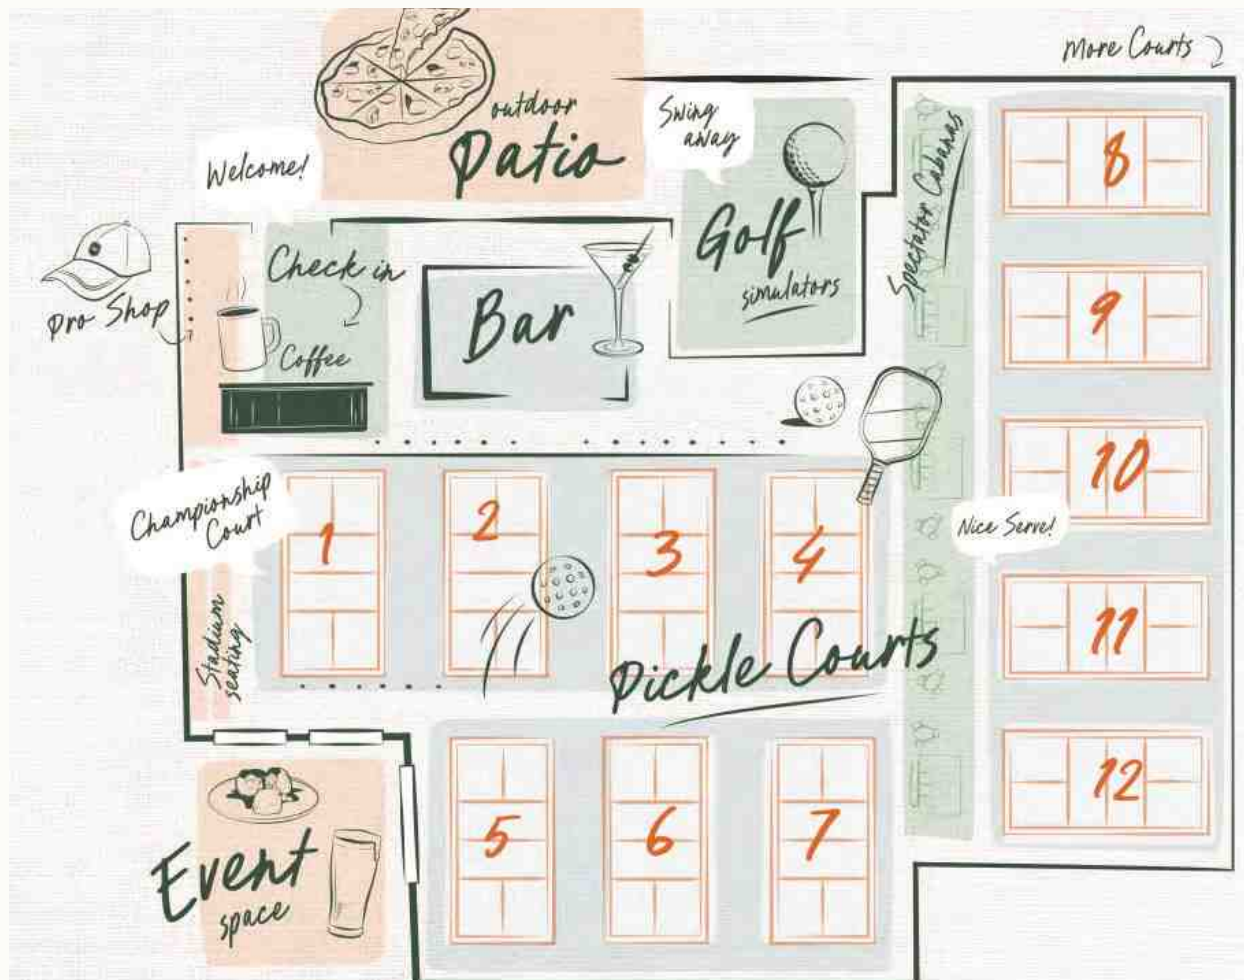 More Courts
outdoor
Patio
Swing
away
Welcome!
Golf
simulators
Spectator Cabanas
8
Check in
Pro Shop
Coffee
Bar
9
10
Championship
Court
1
2
3
4
Nice Serve!
Stadium
seating
Pickle Courts
11
12
5
6
7
Event
space